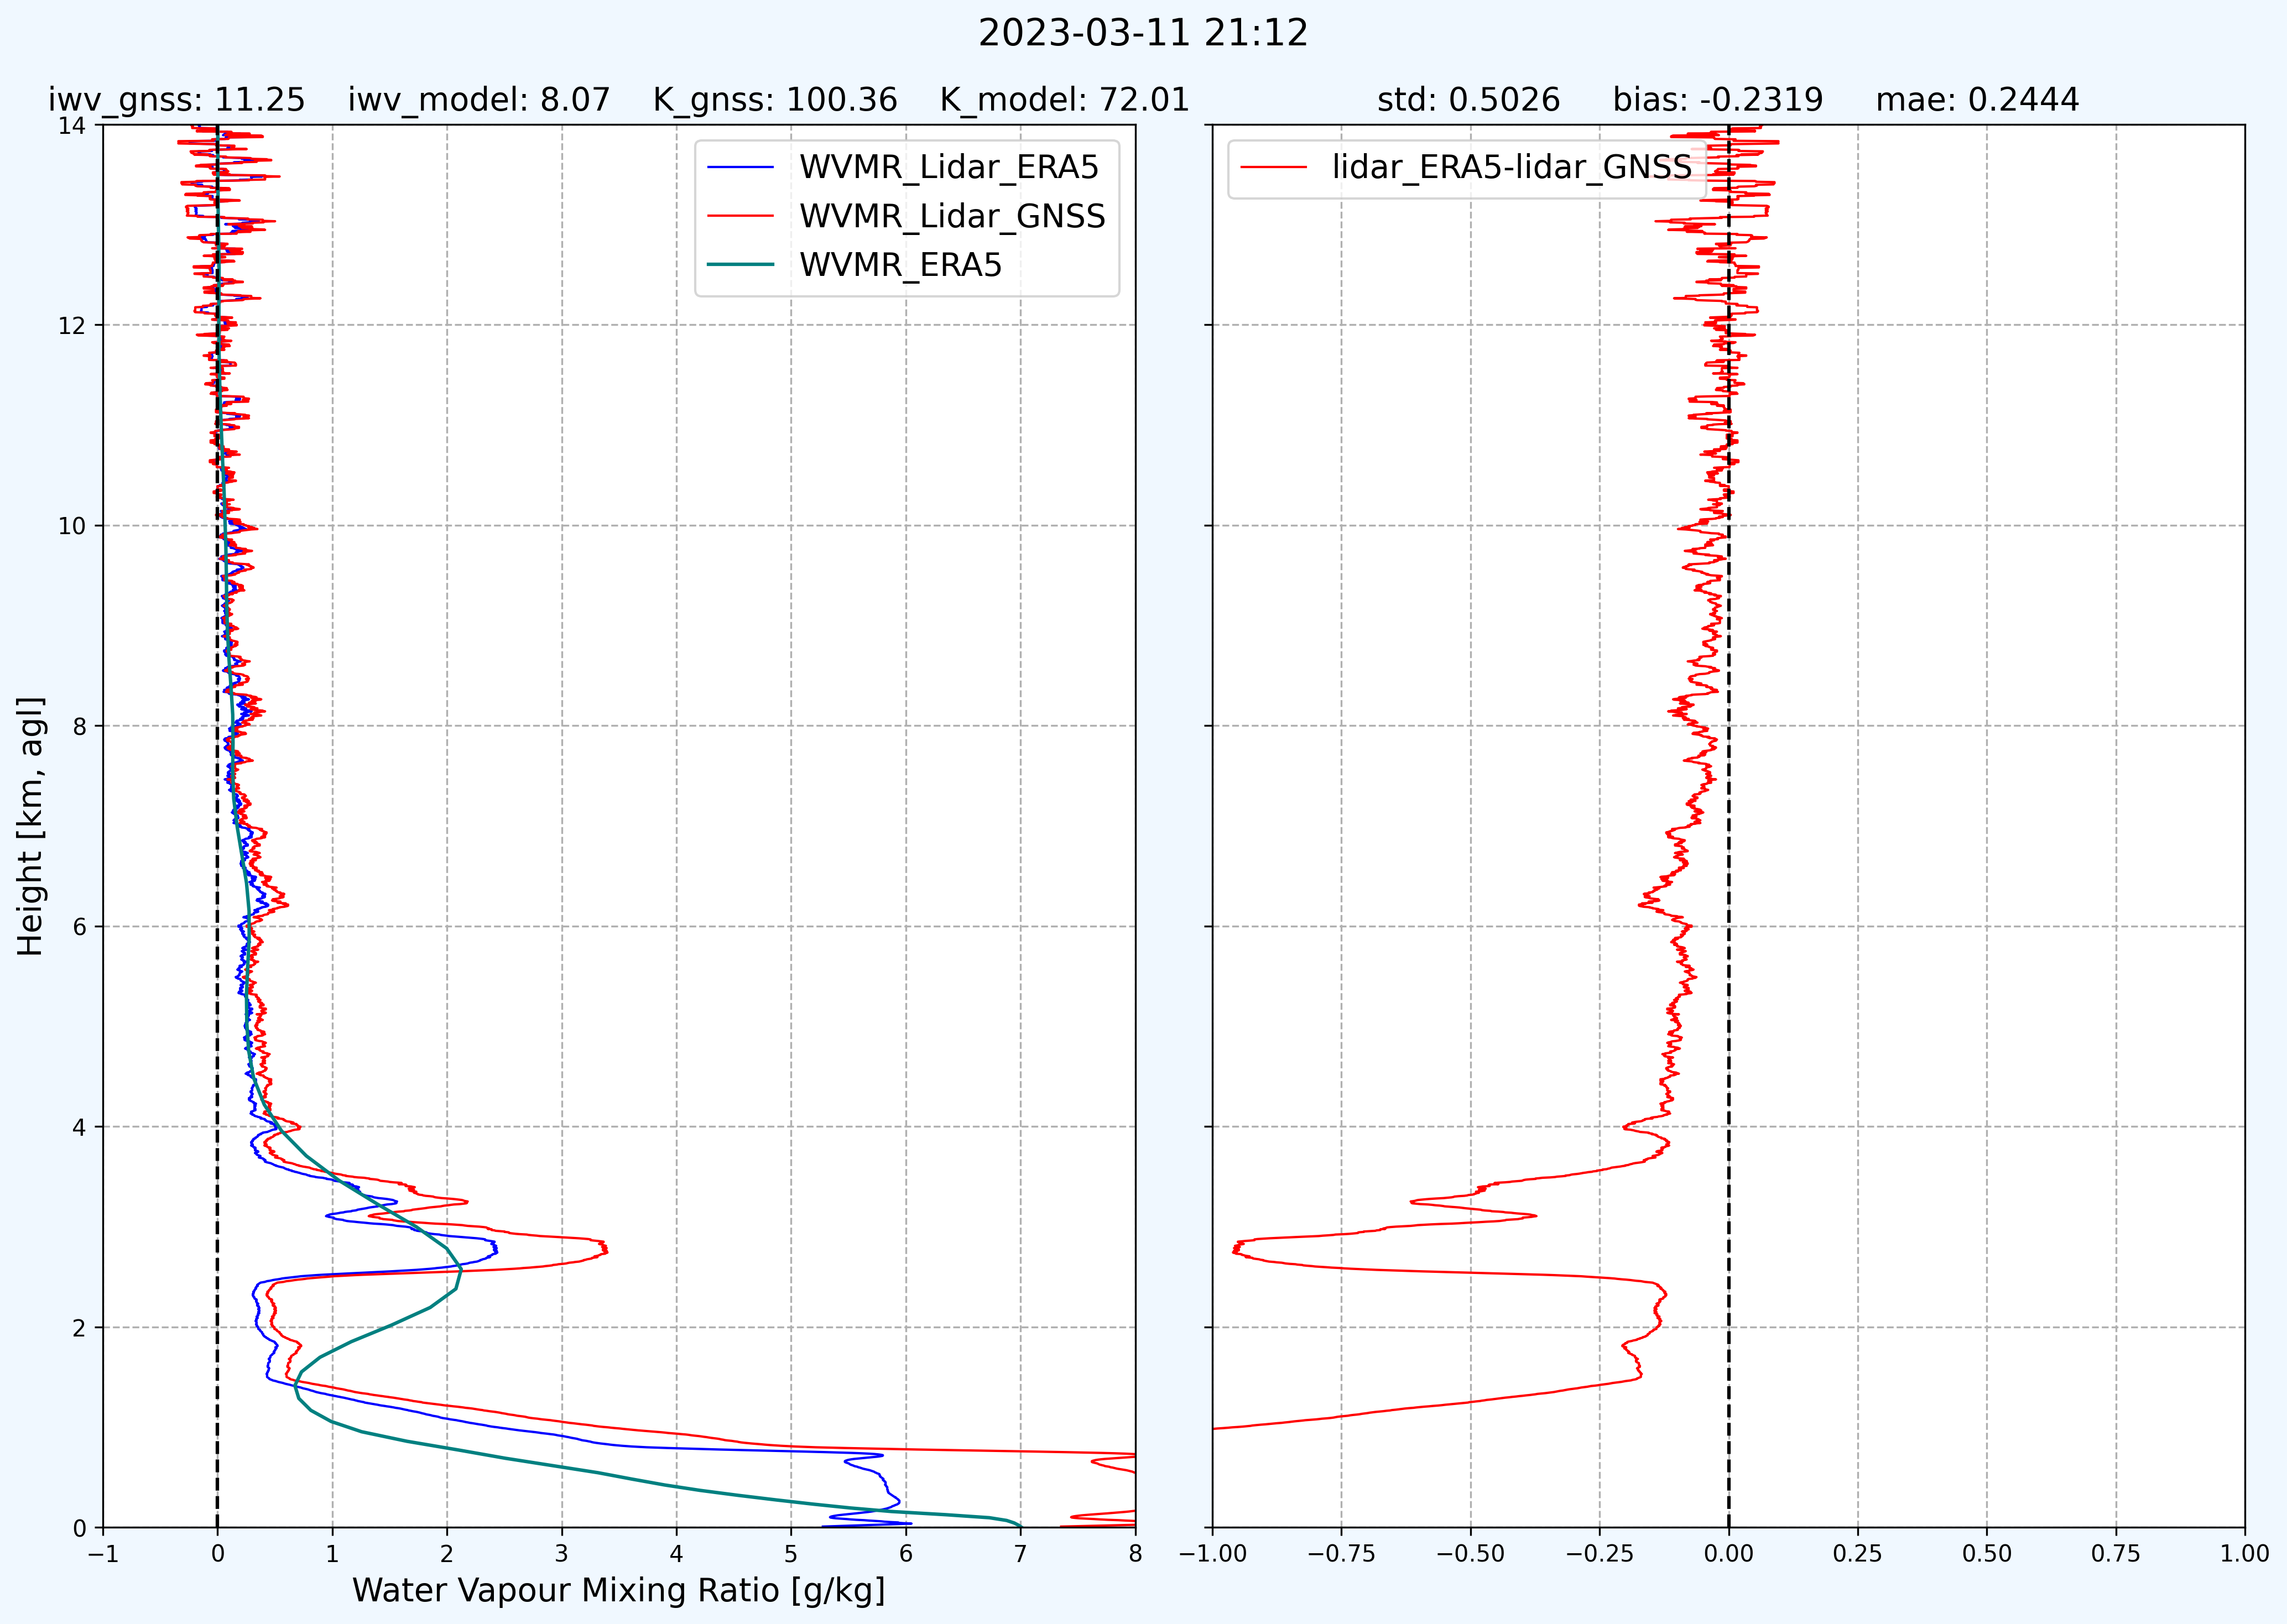 2023-03-11 21:12
iwv_gnss: 11.25 iwv_model: 8.07 K_gnss: 100.36 K_model: 72.01
std: 0.5026 bias: -0.2319 mae: 0.2444
WVMR_Lidar_ERA5
WVMR_Lidar_GNSS
WVMR_ERA5
lidar_ERA5-lidar_GNSS
14
12
10
8
6
4
2
0
Height [km, agl]
−1 0 1 2 3 4 5 6 7 8
Water Vapour Mixing Ratio [g/kg]
−1.00 −0.75 −0.50 −0.25 0.00 0.25 0.50 0.75 1.00